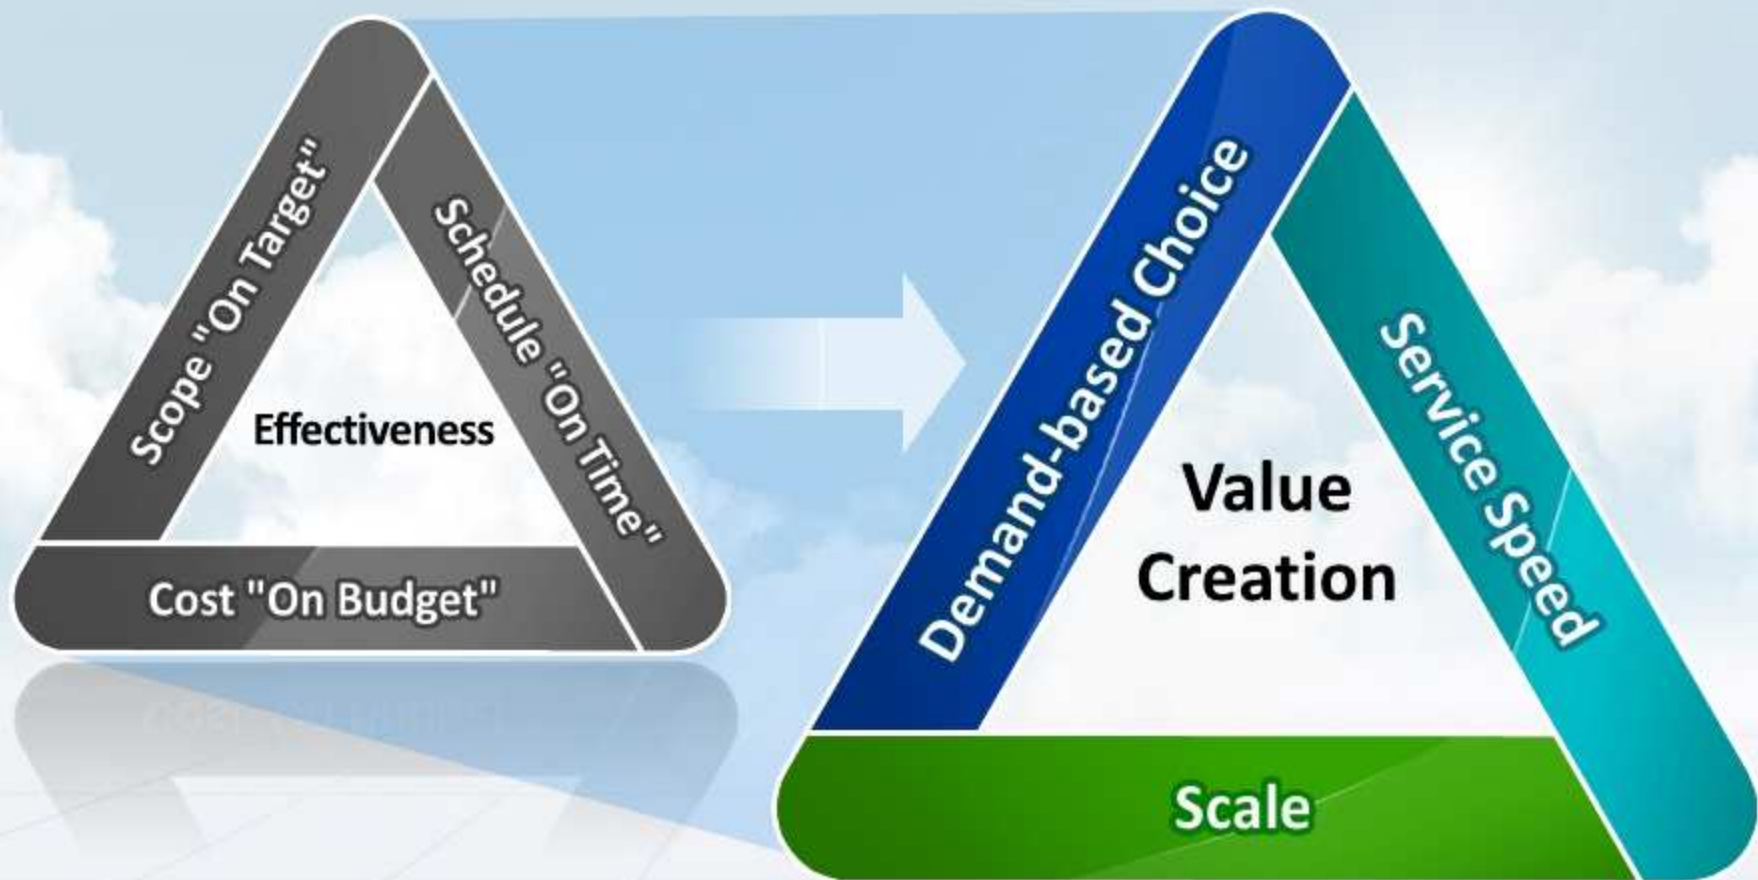 Scope "On Target"
Schedule "On Time"
Effectiveness
Cost "On Budget"
Demand-based Choice
Service Speed
Value
Creation
Scale